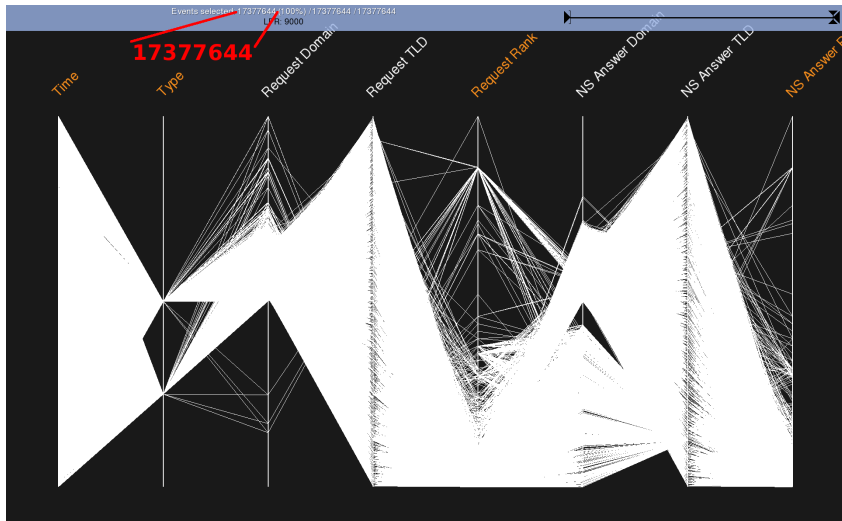 Events selected: 17377644 (100%) / 17377644 / 17377644
LPR: 9000
17377644
Time
Type
Request Domain
Request TLD
Request Rank
NS Answer Domain
NS Answer TLD
NS Answer R